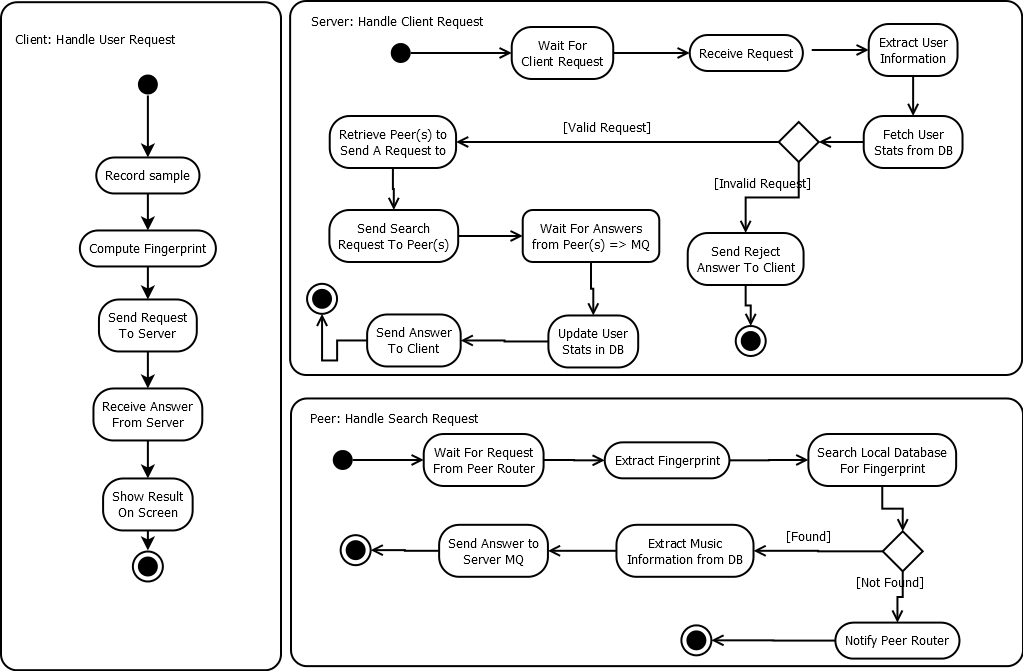 Client: Handle User Request
Record sample
Compute Fingerprint
Send Request
To Server
Receive Answer
From Server
Show Result
On Screen
Server: Handle Client Request
Wait For
Client Request
Receive Request
Extract User
Information
Fetch User
Stats from DB
[Valid Request]
[Invalid Request]
Retrieve Peer(s) to
Send A Request to
Send Search
Request To Peer(s)
Wait For Answers
from Peer(s) => MQ
Send Reject
Answer To Client
Update User
Stats in DB
Send Answer
To Client
Peer: Handle Search Request
Wait For Request
From Peer Router
Extract Fingerprint
Search Local Database
For Fingerprint
[Found]
[Not Found]
Extract Music
Information from DB
Send Answer to
Server MQ
Notify Peer Router